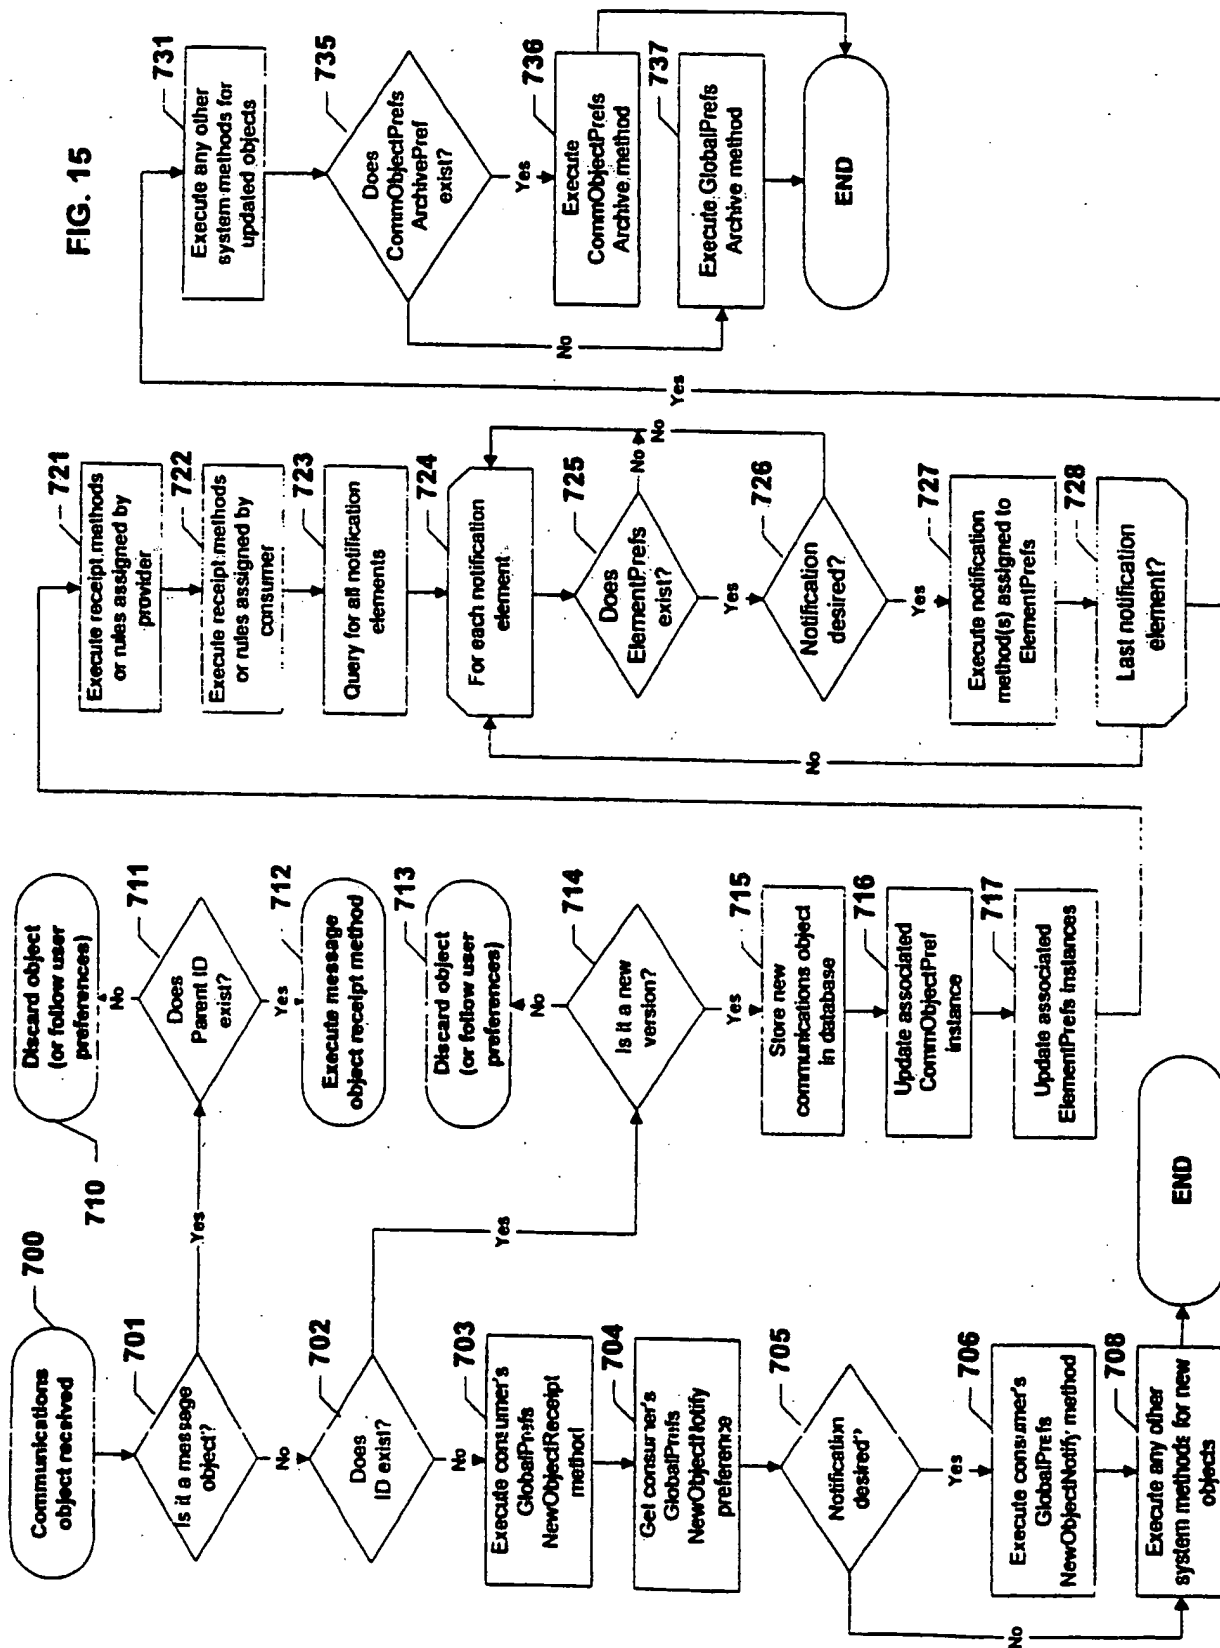 FIG. 15
700
Communications
object received
701
Is it a message
object?
Yes
No
710
Discard object
(or follow user
preferences)
No
711
Does
Parent ID
exist?
Yes
712
Execute message
object receipt method
702
Does
ID exist?
Yes
No
713
Discard object
(or follow user
preferences)
No
714
Is it a new
version?
Yes
703
Execute consumer's
GlobalPrefs
NewObjectReceipt
method
704
Get consumer's
GlobalPrefs
NewObjectNotify
preference
705
Notification
desired?
Yes
No
706
Execute consumer's
GlobalPrefs
NewObjectNotify method
708
Execute any other
system methods for new
objects
END
715
Store new
communications object
in database
716
Update associated
CommObjectPref
instance
717
Update associated
ElementPrefs instances
721
Execute receipt methods
or rules assigned by
provider
722
Execute receipt methods
or rules assigned by
consumer
723
Query for all notification
elements
724
For each notification
element
725
Does
ElementPrefs
exist?
No
Yes
726
Notification
desired?
No
Yes
727
Execute notification
method(s) assigned to
ElementPrefs
728
Last notification
element?
No
Yes
731
Execute any other
system methods for
updated objects
735
Does
CommObjectPrefs
ArchivePref
exist?
Yes
No
736
Execute
CommObjectPrefs
Archive method
737
Execute GlobalPrefs
Archive method
END